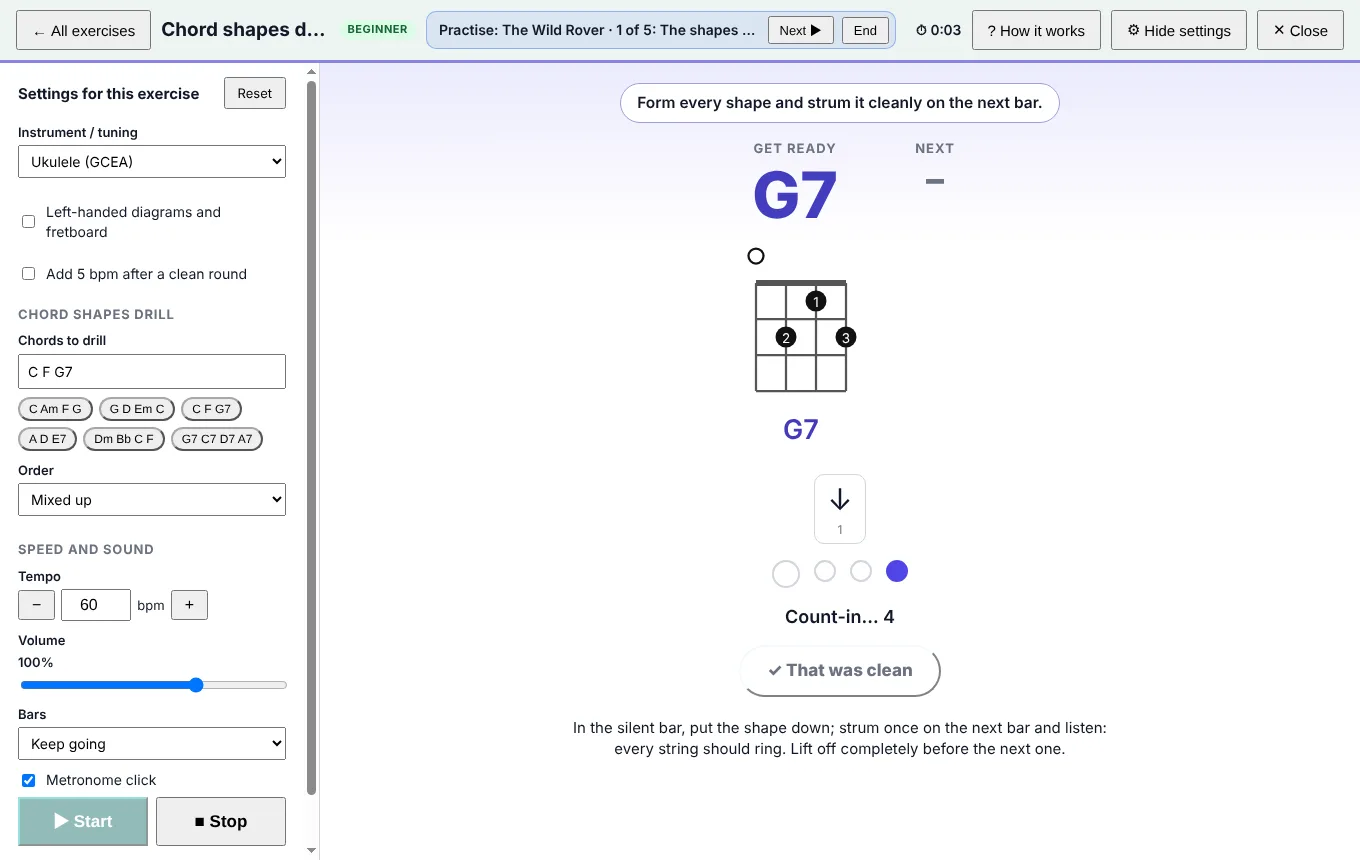 ← All exercises
Chord shapes d...
BEGINNER
Practise: The Wild Rover · 1 of 5: The shapes ...
Next ▶
End
⏱ 0:03
? How it works
⚙ Hide settings
✕ Close
Settings for this exercise
Reset
Instrument / tuning
Ukulele (GCEA)
Left-handed diagrams and
fretboard
Add 5 bpm after a clean round
CHORD SHAPES DRILL
Chords to drill
C F G7
C Am F G
G D Em C
C F G7
A D E7
Dm Bb C F
G7 C7 D7 A7
Order
Mixed up
SPEED AND SOUND
Tempo
− 60 bpm +
Volume
100%
Bars
Keep going
Metronome click
▶ Start
■ Stop
Form every shape and strum it cleanly on the next bar.
GET READY
NEXT
G7
–
1
2
3
G7
↓
1
Count-in... 4
✓ That was clean
In the silent bar, put the shape down; strum once on the next bar and listen:
every string should ring. Lift off completely before the next one.